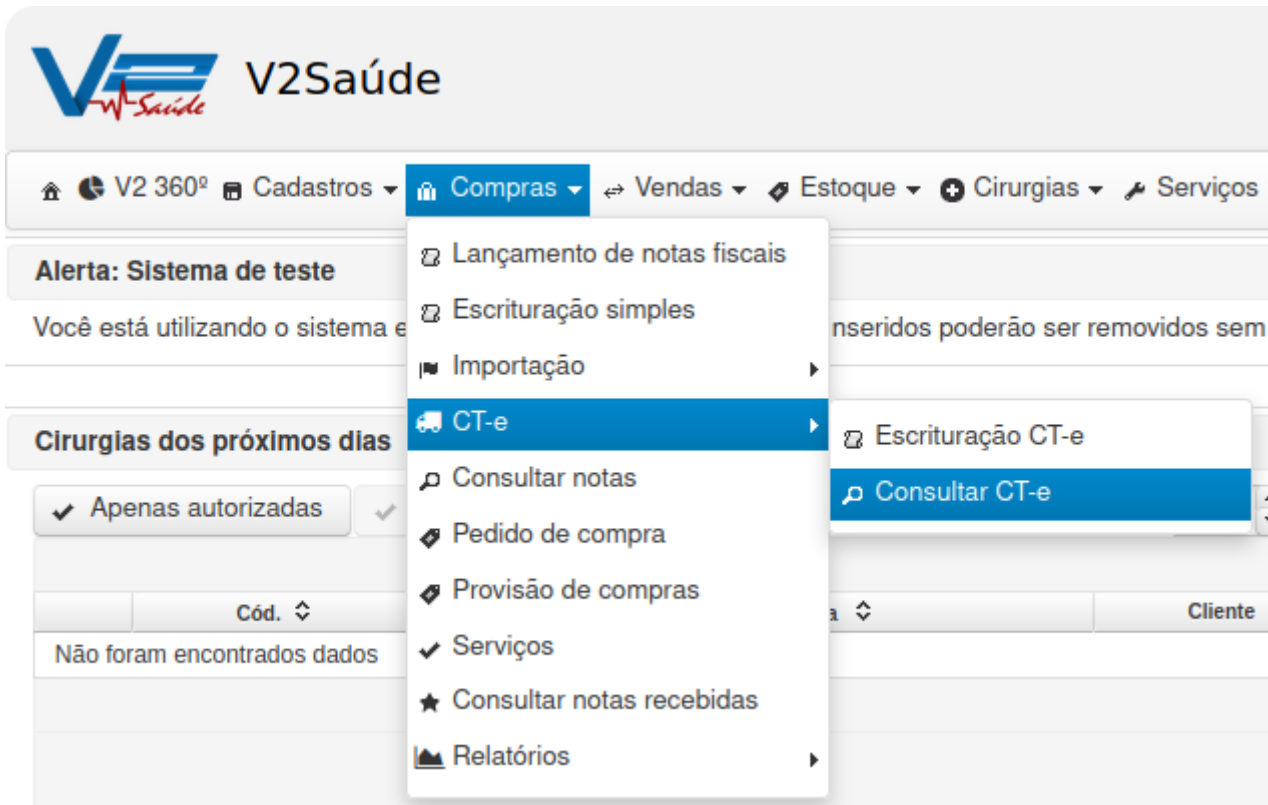 V2 Saúde
V2Saúde
V2 360º Cadastros Compras Vendas Estoque Cirurgias Serviços
Lançamento de notas fiscais
Alerta: Sistema de teste
Escrituração simples
Você está utilizando o sistema e
nseridos poderão ser removidos sem
Importação
CT-e
Escrituração CT-e
Cirurgias dos próximos dias
Consultar notas
Consultar CT-e
Apenas autorizadas
Pedido de compra
Provisão de compras
Cód.
a
Cliente
Serviços
Não foram encontrados dados
Consultar notas recebidas
Relatórios